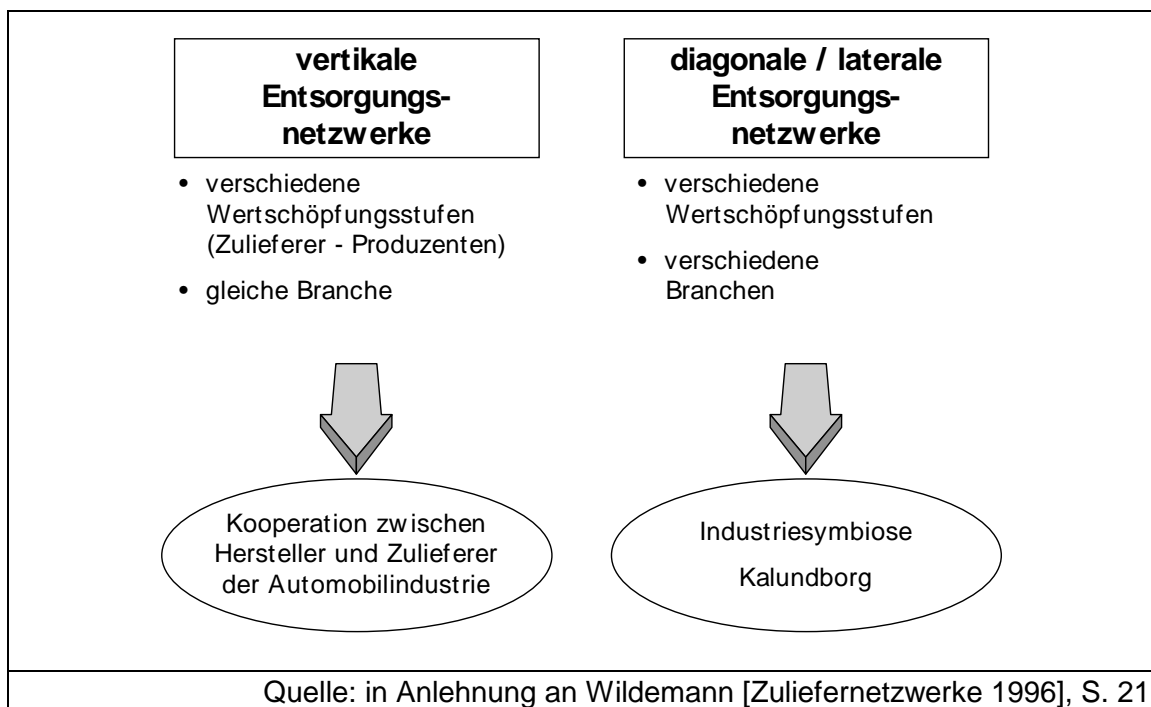 vertikale
Entsorgungs-
netzwerke
• verschiedene
Wertschöpfungsstufen
(Zulieferer - Produzenten)
• gleiche Branche
Kooperation zwischen
Hersteller und Zulieferer
der Automobilindustrie
diagonale / laterale
Entsorgungs-
netzwerke
• verschiedene
Wertschöpfungsstufen
• verschiedene
Branchen
Industriesymbiose
Kalundborg
Quelle: in Anlehnung an Wildemann [Zuliefernetzwerke 1996], S. 21